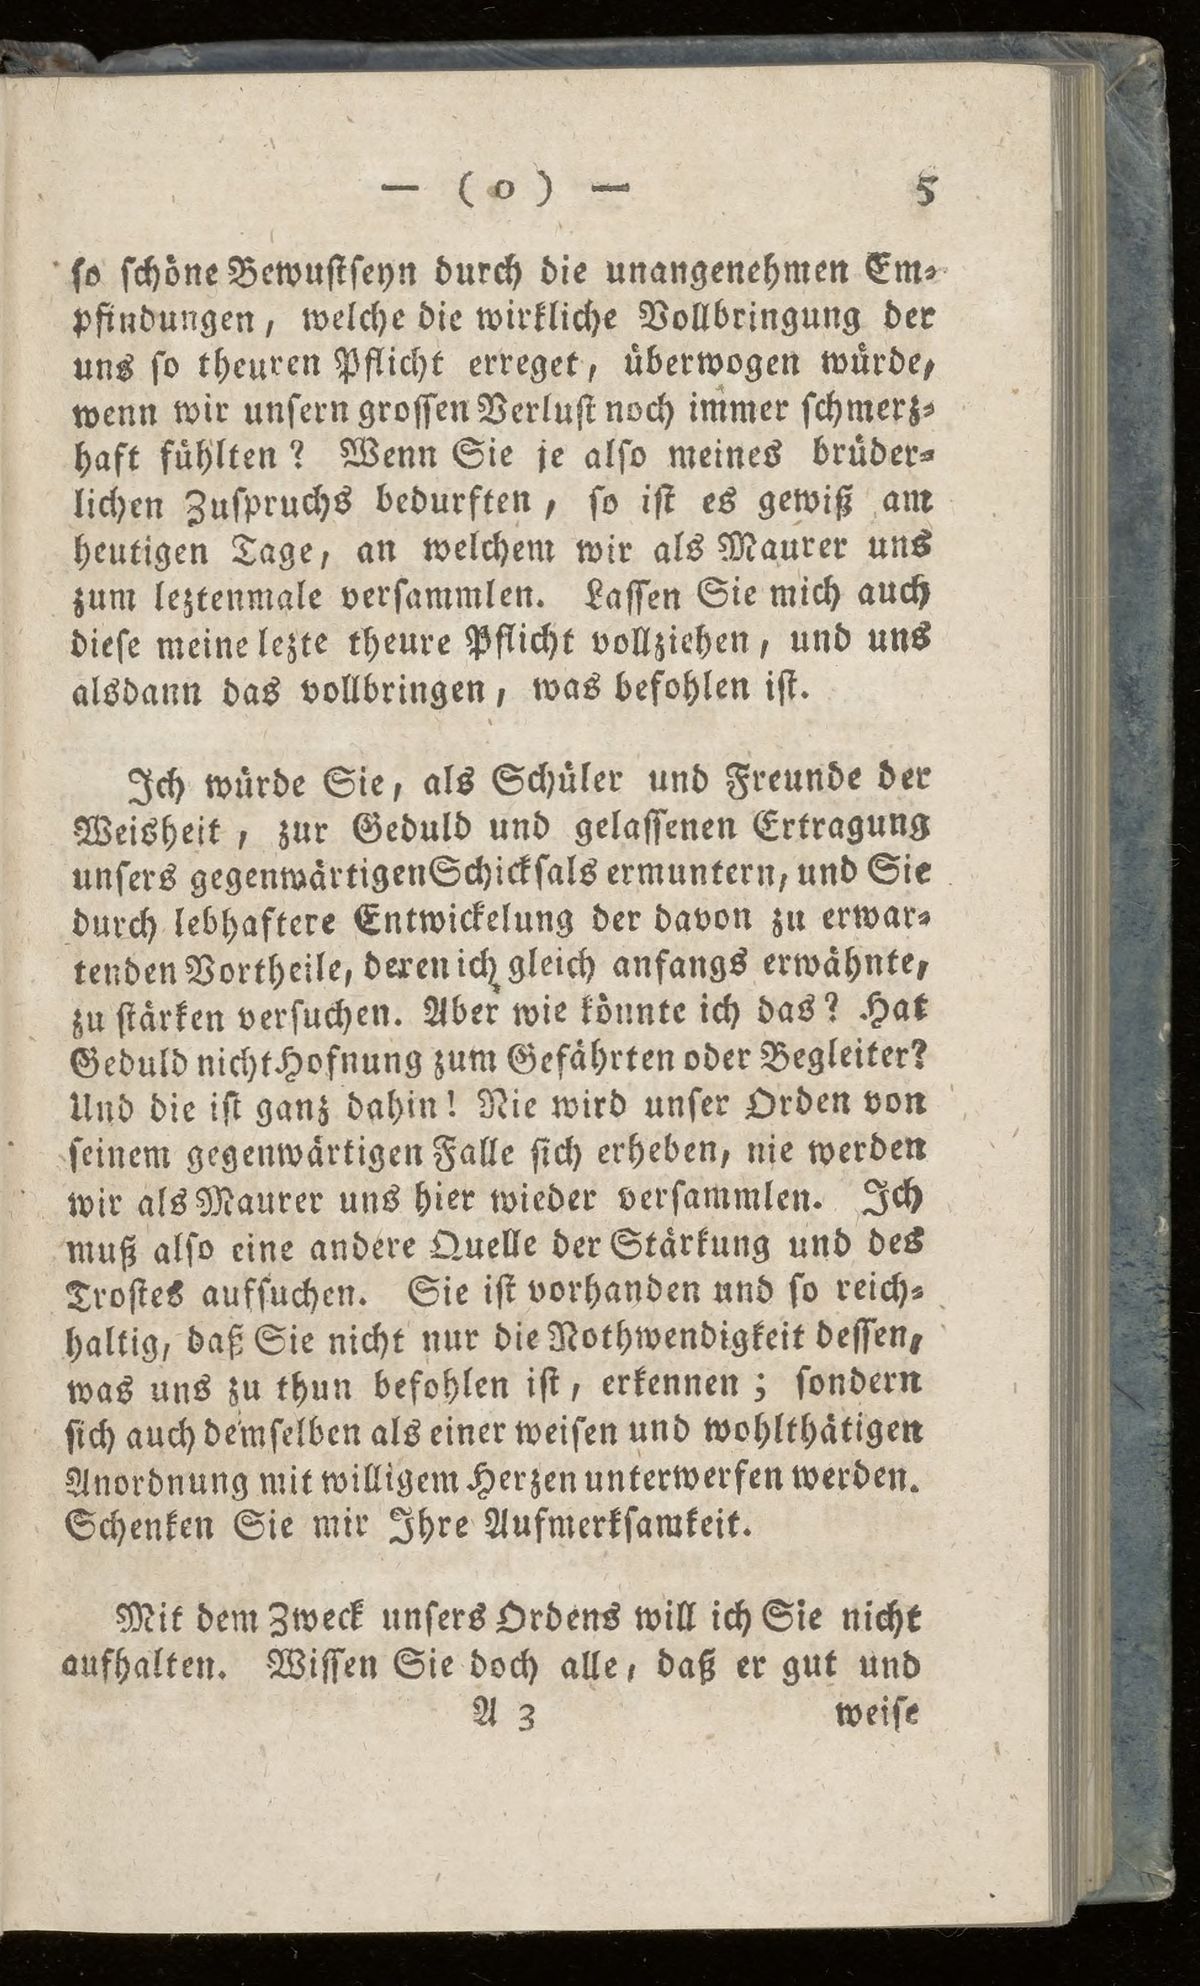 — ( o ) — 5
so schöne Bewustseyn durch die unangenehmen Em-
pfindungen, welche die wirkliche Vollbringung der
uns so theuren Pflicht erreget, überwogen würde,
wenn wir unsern grossen Verlust noch immer schmerz-
haft fühlten? Wenn Sie je also meines brüder-
lichen Zuspruchs bedurften, so ist es gewiß am
heutigen Tage, an welchem wir als Maurer uns
zum leztenmale versammlen. Lassen Sie mich auch
diese meine lezte theure Pflicht vollziehen, und uns
alsdann das vollbringen, was befohlen ist.
Ich würde Sie, als Schüler und Freunde der
Weisheit, zur Geduld und gelassenen Ertragung
unsers gegenwärtigen Schicksals ermuntern, und Sie
durch lebhaftere Entwickelung der davon zu erwar-
tenden Vortheile, deren ich gleich anfangs erwähnte,
zu stärken versuchen. Aber wie könnte ich das? Hat
Geduld nicht Hofnung zum Gefährten oder Begleiter?
Und die ist ganz dahin! Nie wird unser Orden von
seinem gegenwärtigen Falle sich erheben, nie werden
wir als Maurer uns hier wieder versammlen. Ich
muß also eine andere Quelle der Stärkung und des
Trostes aufsuchen. Sie ist vorhanden und so reich-
haltig, daß Sie nicht nur die Nothwendigkeit dessen,
was uns zu thun befohlen ist, erkennen; sondern
sich auch demselben als einer weisen und wohlthätigen
Anordnung mit willigem Herzen unterwerfen werden.
Schenken Sie mir Ihre Aufmerksamkeit.
Mit dem Zweck unsers Ordens will ich Sie nicht
aufhalten. Wissen Sie doch alle, daß er gut und
A 3 weise